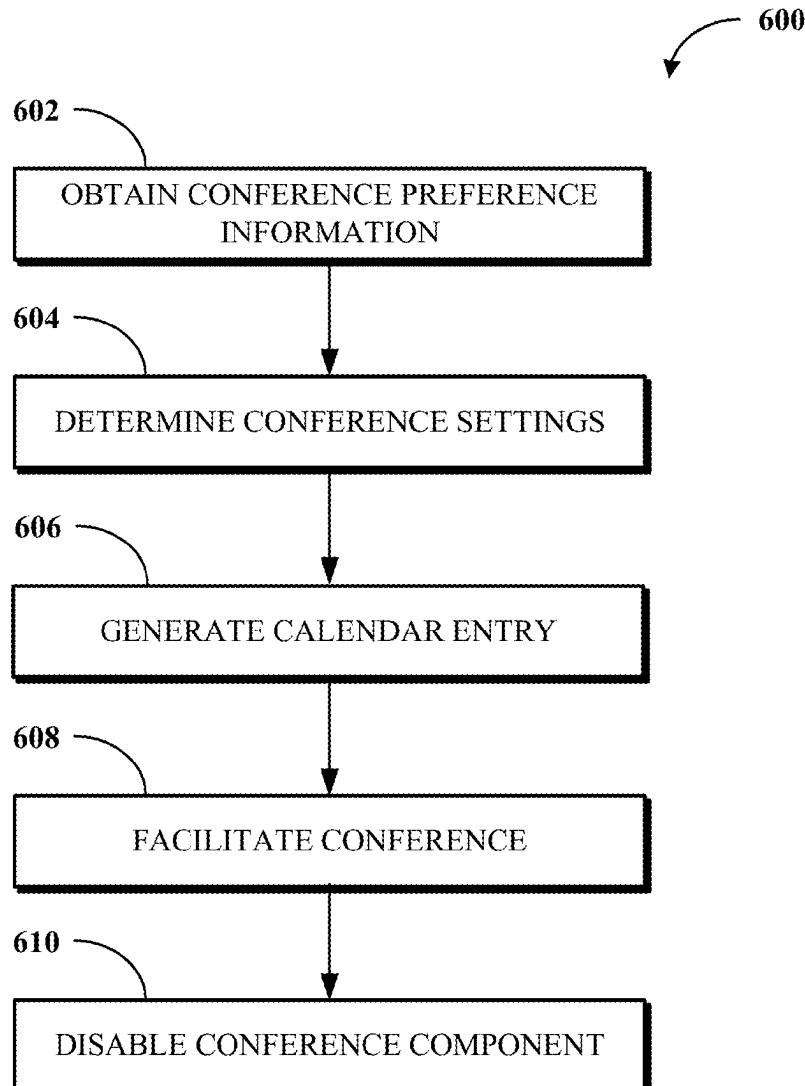 600
602
OBTAIN CONFERENCE PREFERENCE
INFORMATION
604
DETERMINE CONFERENCE SETTINGS
606
GENERATE CALENDAR ENTRY
608
FACILITATE CONFERENCE
610
DISABLE CONFERENCE COMPONENT